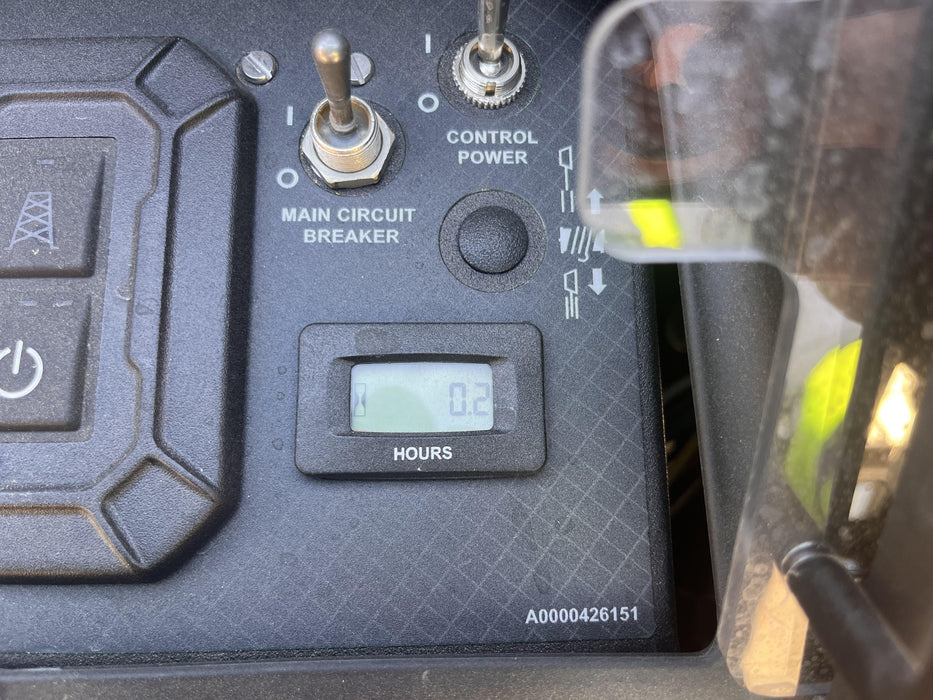 I
I
O
O
CONTROL
POWER
MAIN CIRCUIT
BREAKER
0.2
HOURS
A0000426151